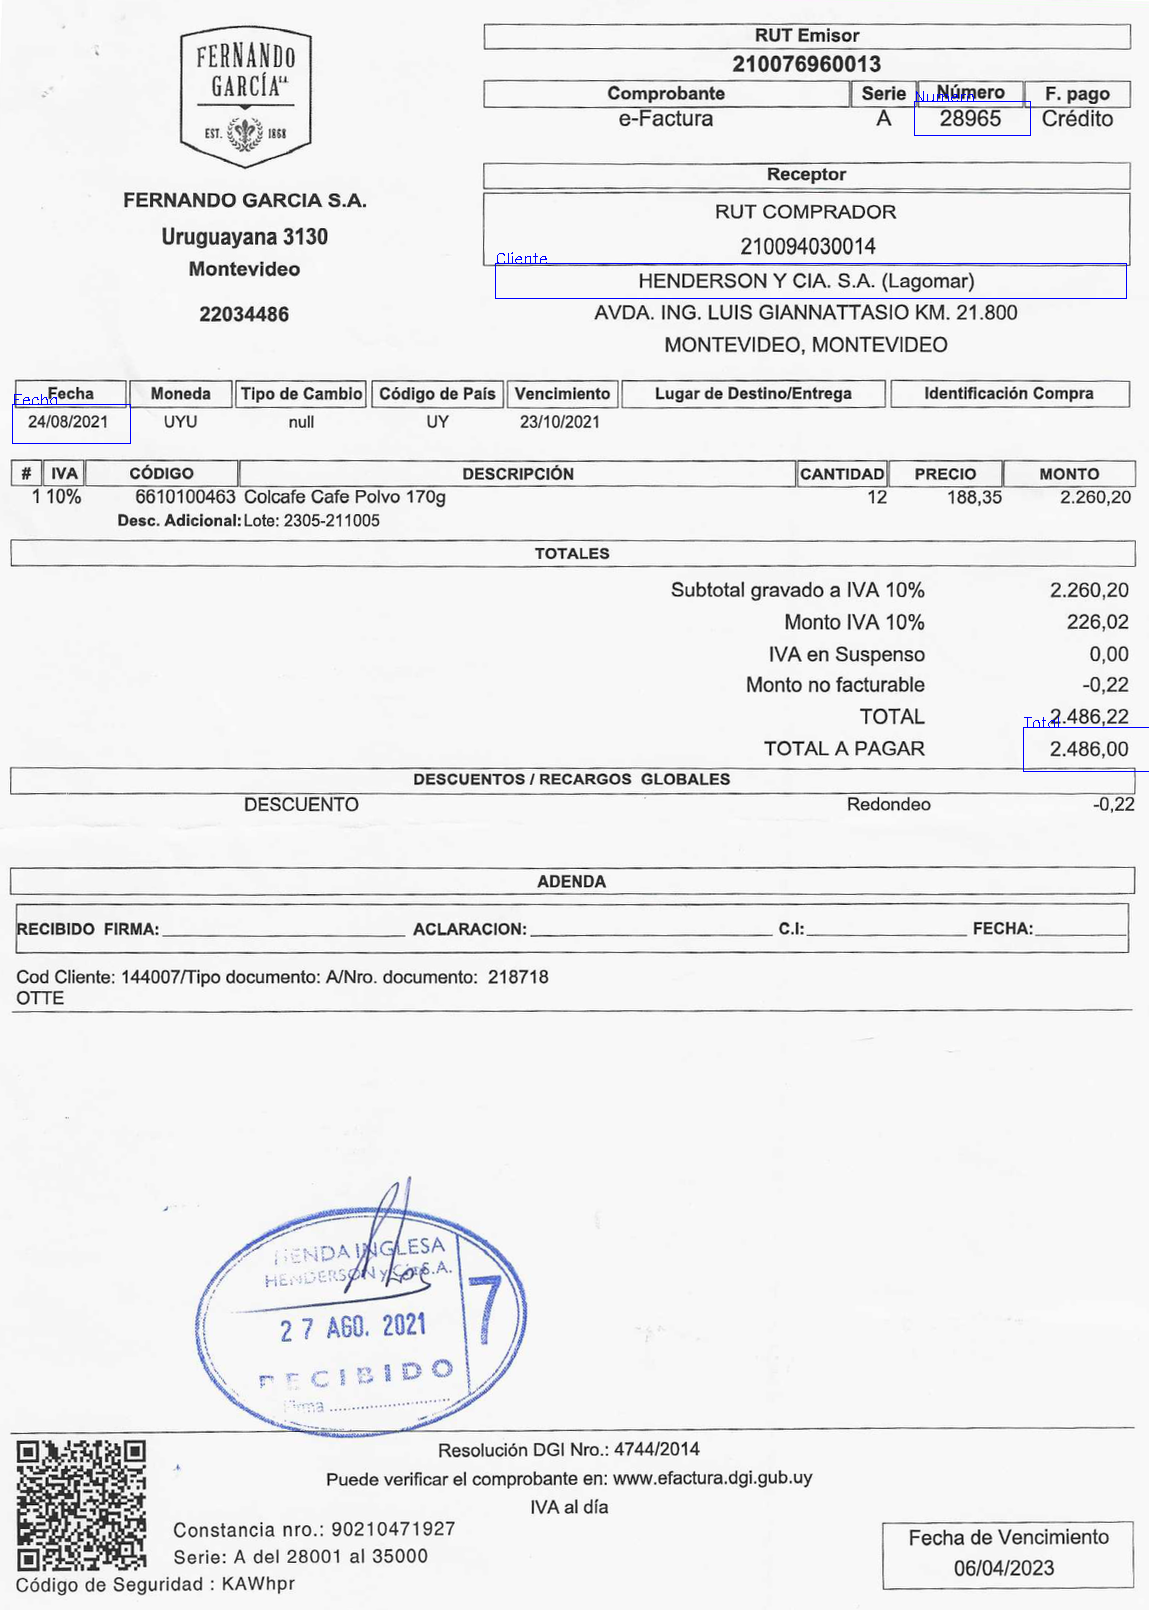 FERNANDO
GARCÍA S.A.
EST. 1868
FERNANDO GARCIA S.A.
Uruguayana 3130
Montevideo
22034486
RUT Emisor
210076960013
Comprobante Serie Número F. pago
Numero
e-Factura A 28965 Crédito
Receptor
RUT COMPRADOR
210094030014
Cliente
HENDERSON Y CIA. S.A. (Lagomar)
AVDA. ING. LUIS GIANNATTASIO KM. 21.800
MONTEVIDEO, MONTEVIDEO
Fecha Moneda Tipo de Cambio Código de País Vencimiento Lugar de Destino/Entrega Identificación Compra
Fecha
24/08/2021 UYU null UY 23/10/2021
# IVA CÓDIGO DESCRIPCIÓN CANTIDAD PRECIO MONTO
1 10% 6610100463 Colcafe Cafe Polvo 170g 12 188,35 2.260,20
Desc. Adicional: Lote: 2305-211005
TOTALES
Subtotal gravado a IVA 10% 2.260,20
Monto IVA 10% 226,02
IVA en Suspenso 0,00
Monto no facturable -0,22
TOTAL 2.486,22
Total
TOTAL A PAGAR 2.486,00
DESCUENTOS / RECARGOS GLOBALES
DESCUENTO Redondeo -0,22
ADENDA
RECIBIDO FIRMA: ACLARACION: C.I: FECHA:
Cod Cliente: 144007/Tipo documento: A/Nro. documento: 218718
OTTE
TIENDA INGLESA
HENDERSON y Cía S.A.
27 AGO. 2021
7
RECIBIDO
Firma
Resolución DGI Nro.: 4744/2014
Puede verificar el comprobante en: www.efactura.dgi.gub.uy
IVA al día
Constancia nro.: 90210471927
Serie: A del 28001 al 35000
Código de Seguridad : KAWhpr
Fecha de Vencimiento
06/04/2023